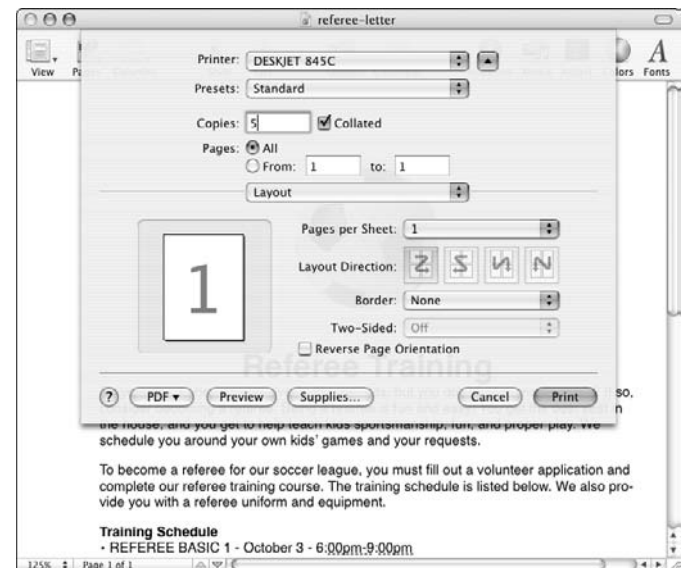 referee-letter
View
Colors Fonts
Printer: DESKJET 845C
Presets: Standard
Copies: 5 Collated
Pages: All
From: 1 to: 1
Layout
1
Pages per Sheet: 1
Layout Direction:
Border: None
Two-Sided: Off
Reverse Page Orientation
Referee Training
? PDF Preview Supplies... Cancel Print
so,
the house, and you get to help teach kids sportsmanship, fun, and proper play. We
schedule you around your own kids' games and your requests.
To become a referee for our soccer league, you must fill out a volunteer application and
complete our referee training course. The training schedule is listed below. We also pro-
vide you with a referee uniform and equipment.
Training Schedule
• REFEREE BASIC 1 - October 3 - 6:00pm-9:00pm
125% Page 1 of 1